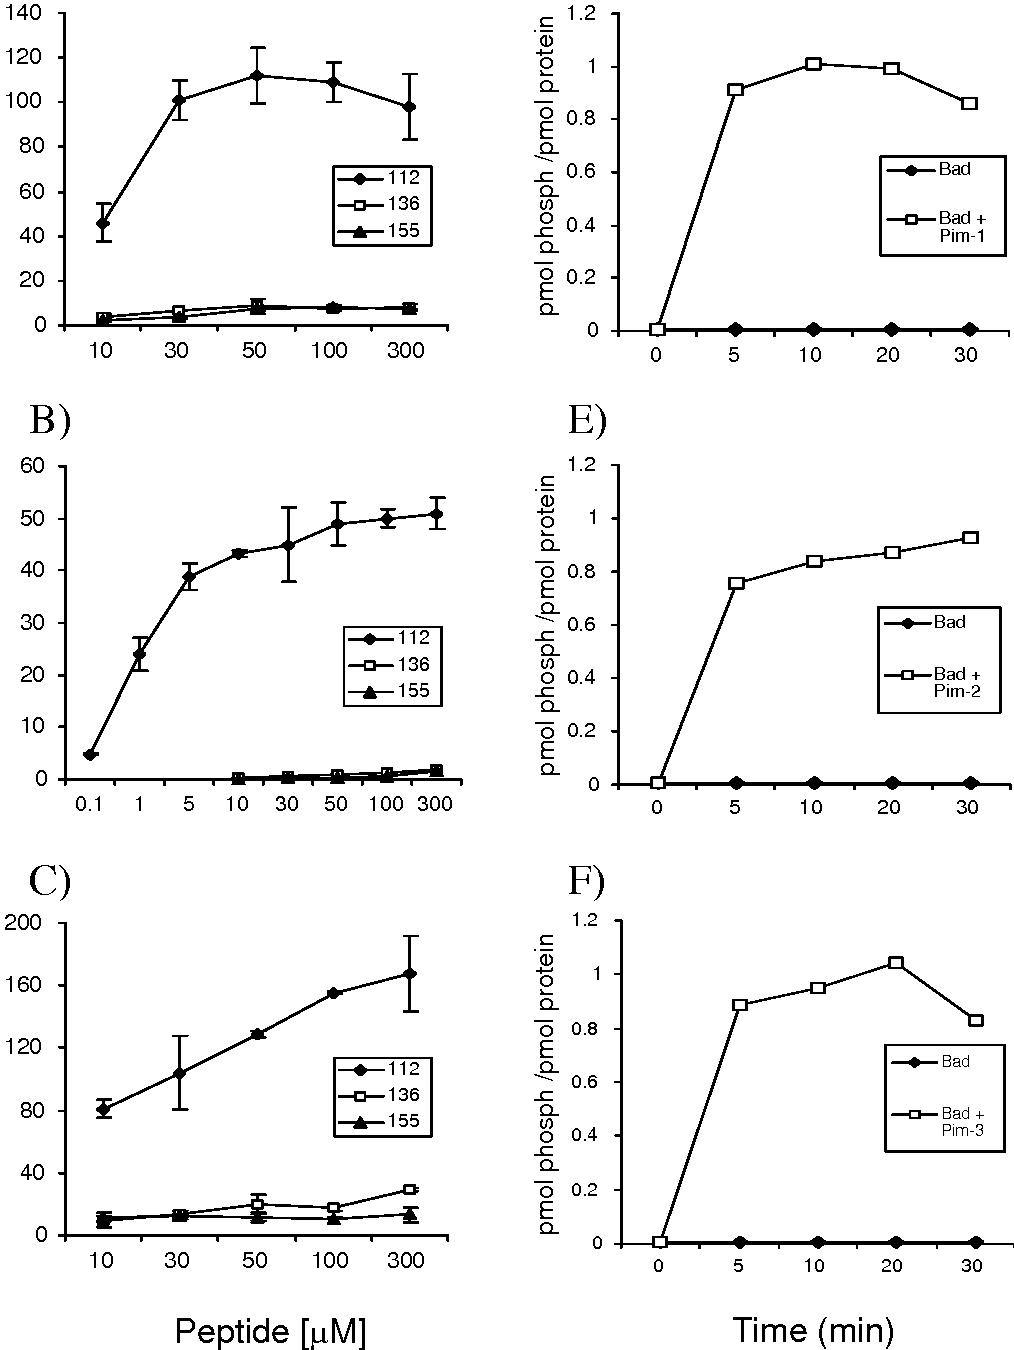 140
120
100
80
60
40
20
0
10 30 50 100 300
112
136
155
pmol phosph /pmol protein
1.2
1
0.8
0.6
0.4
0.2
0
0 5 10 20 30
Bad
Bad +
Pim-1
B)
60
50
40
30
20
10
0
0.1 1 5 10 30 50 100 300
112
136
155
E)
pmol phosph /pmol protein
1.2
1
0.8
0.6
0.4
0.2
0
0 5 10 20 30
Bad
Bad +
Pim-2
C)
200
160
120
80
40
0
10 30 50 100 300
112
136
155
Peptide [µM]
F)
pmol phosph /pmol protein
1.2
1
0.8
0.6
0.4
0.2
0
0 5 10 20 30
Bad
Bad +
Pim-3
Time (min)